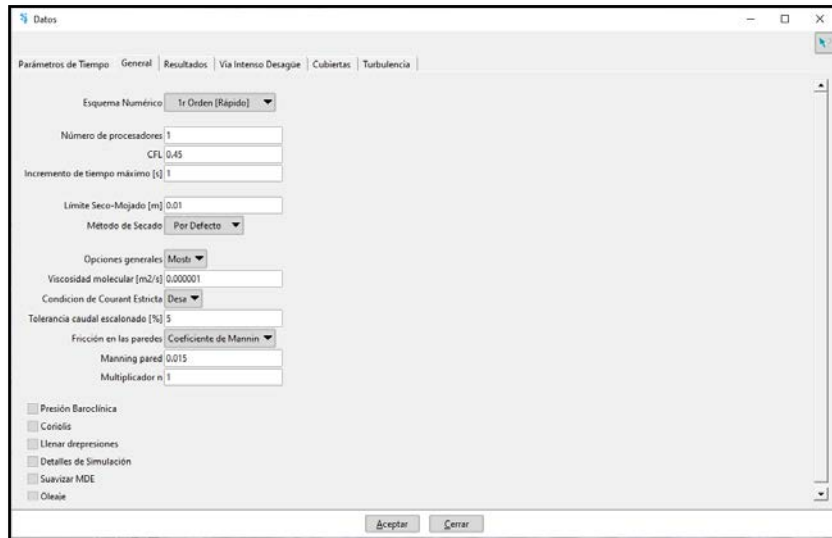 Datos
Parámetros de Tiempo General Resultados Via Intenso Desagüe Cubiertas Turbulencia
Esquema Numérico 1r Orden [Rápido]
Número de procesadores 1
CFL 0.45
Incremento de tiempo máximo [s] 1
Límite Seco-Mojado [m] 0.01
Método de Secado Por Defecto
Opciones generales Mostr
Viscosidad molecular [m2/s] 0.000001
Condicion de Courant Estricta Desa
Tolerancia caudal escalonado [%] 5
Fricción en las paredes Coeficiente de Mannin
Manning pared 0.015
Multiplicador n 1
Presión Baroclínica
Coriolis
Llenar drepresiones
Detalles de Simulación
Suavizar MDE
Oleaje
Aceptar Cerrar